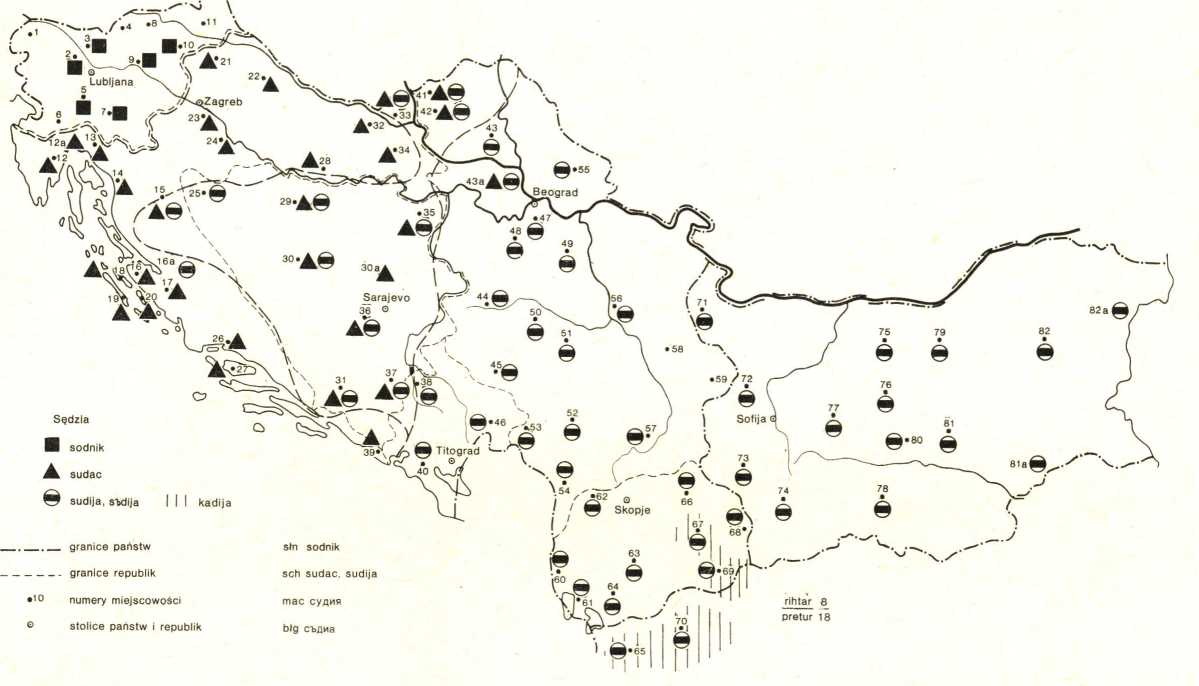 1
4
8
11
3
10
2
9
21
Lubljana
22
5
41
7
Zagreb
42
33
6
23
32
43
12a
13
24
34
12
28
55
14
43a
Beograd
15
25
29
35
47
48
49
16a
30
30a
18
16
17
Sarajevo
19
20
44
36
56
71
82a
50
51
26
58
75
79
82
27
45
37
31
38
59
72
76
Sofija
77
52
46
53
57
81
80
39
Titograd
40
73
81a
54
62
66
74
78
Skopje
67
68
63
60
69
64
61
70
65
Sędzia
sodnik
sudac
sudija, sъdija
kadija
granice państw
słn sodnik
granice republik
sch sudac, sudija
10 numery miejscowości
mac судия
stolice państw i republik
błg съдиа
rihtar 8
pretur 18